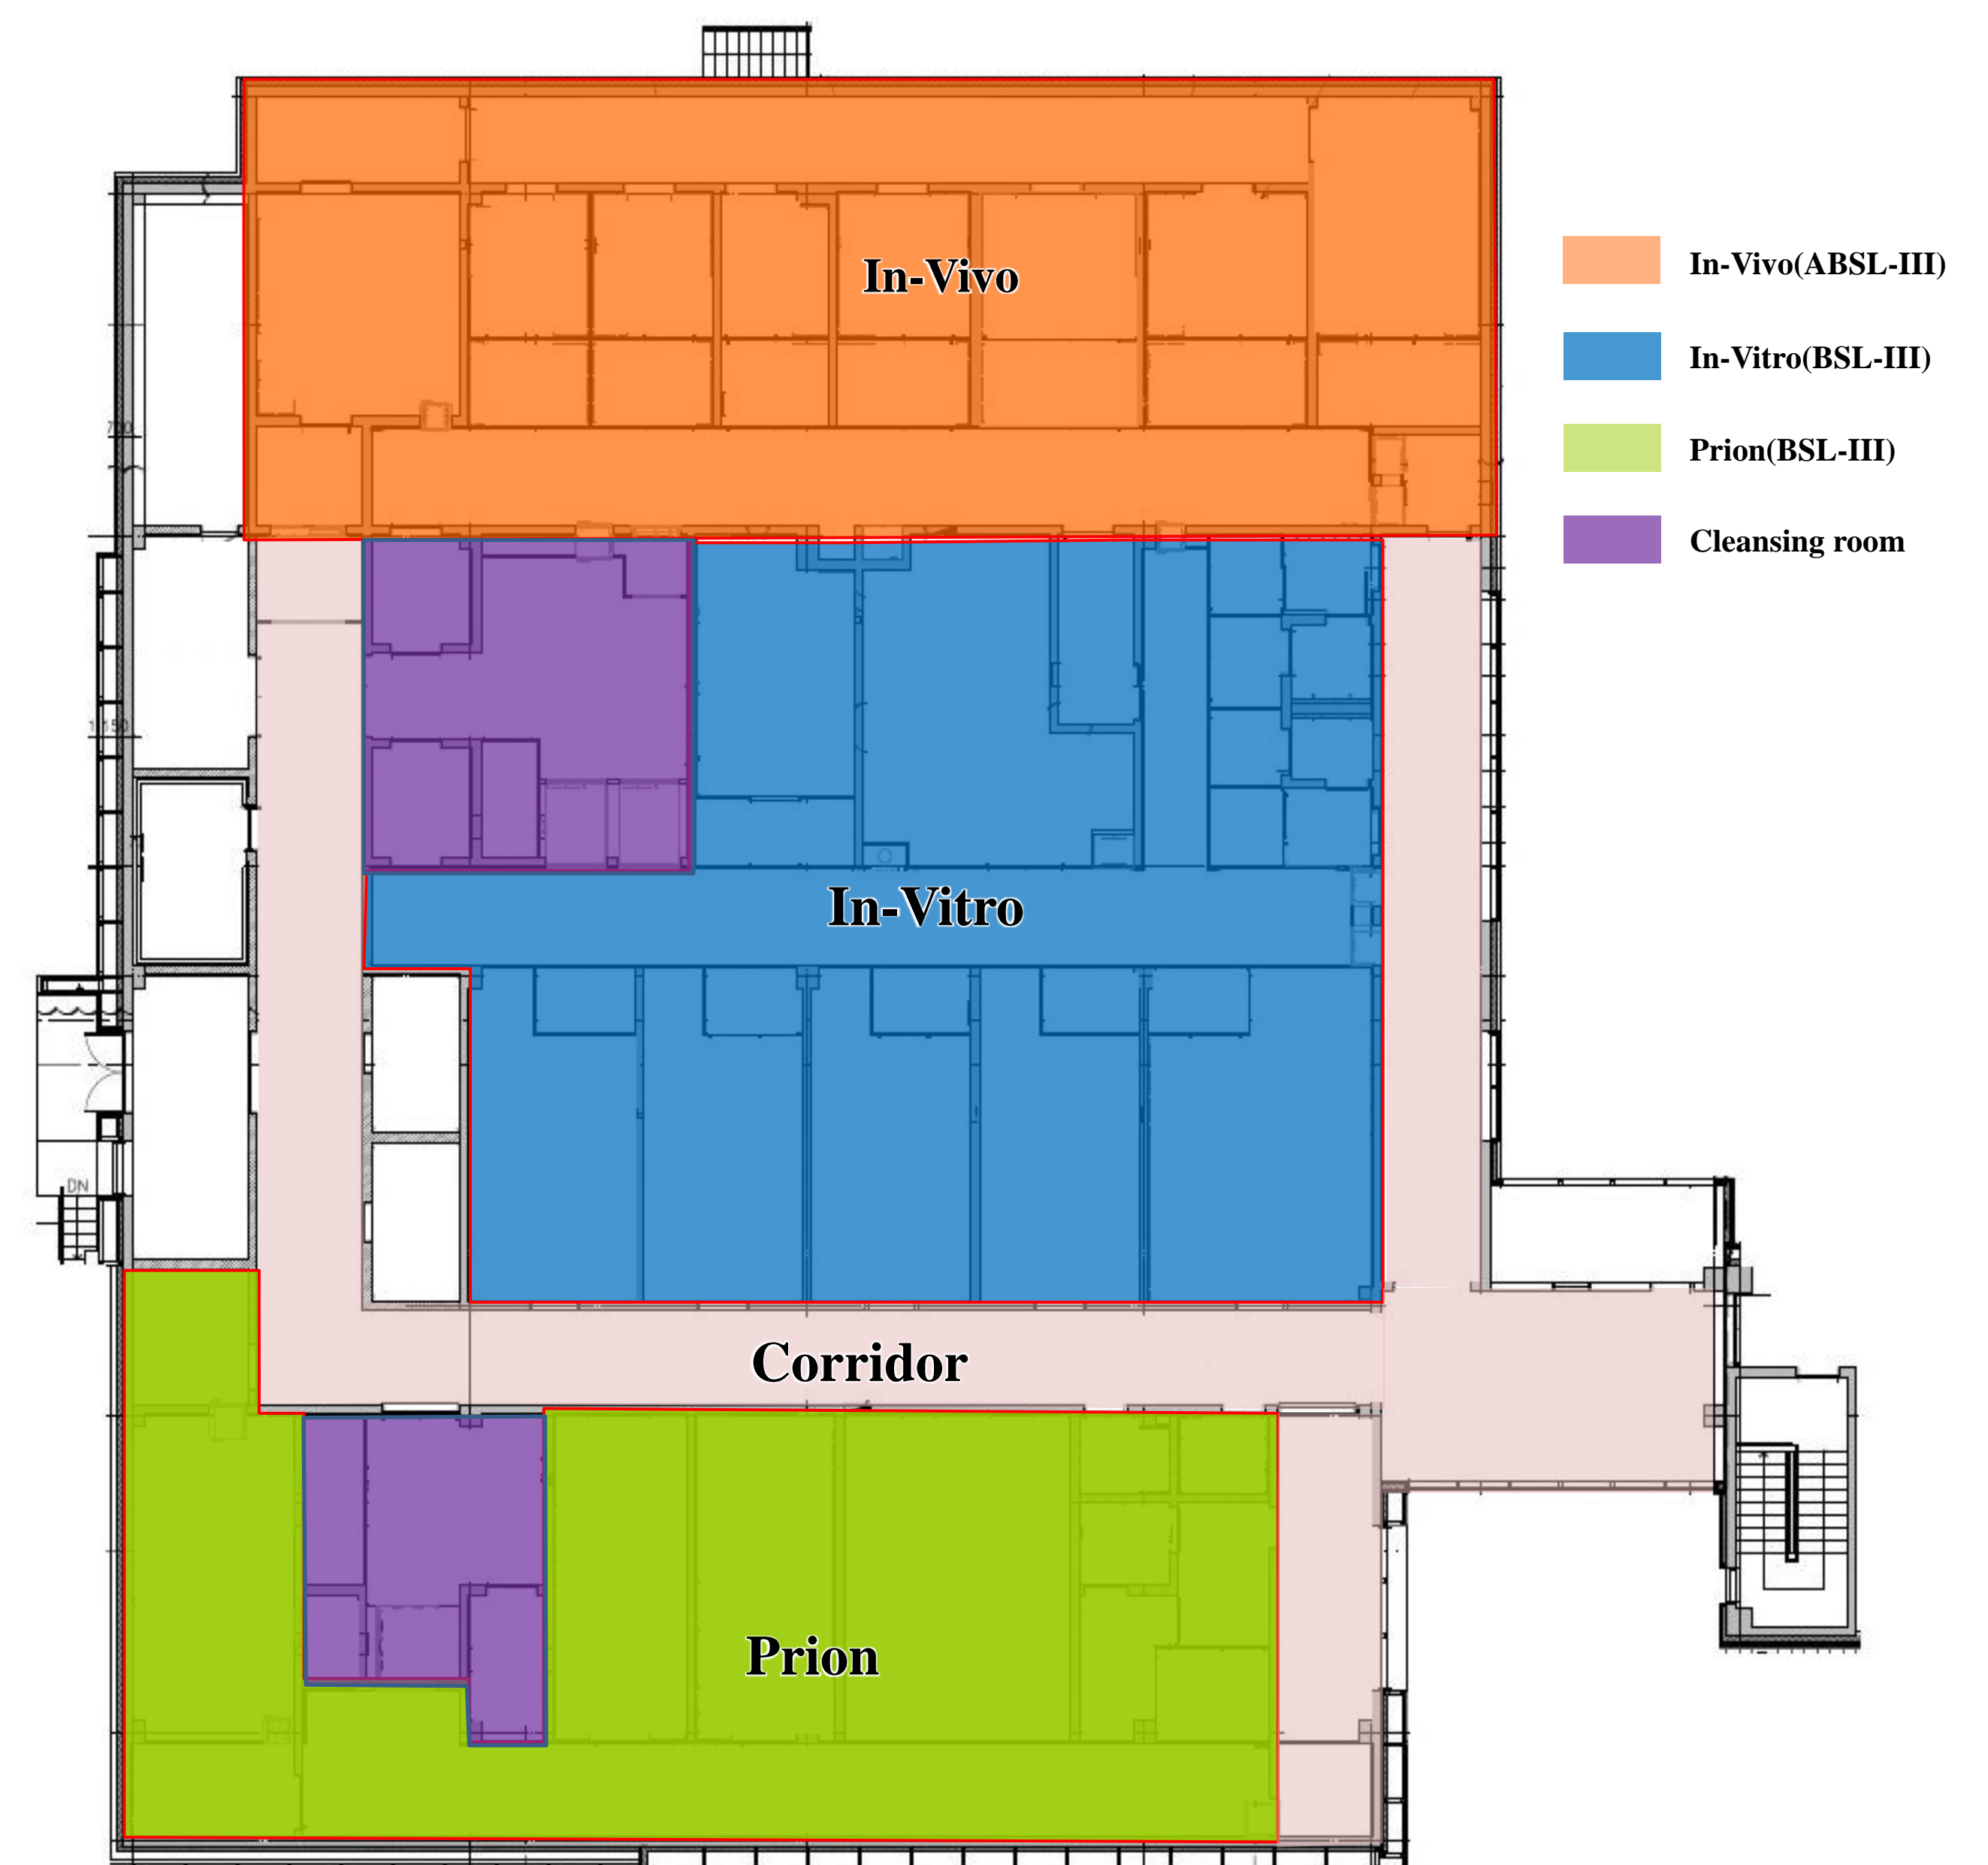 In-Vivo
In-Vivo(ABSL-III)
In-Vitro(BSL-III)
Prion(BSL-III)
Cleansing room
In-Vitro
DN
Corridor
Prion